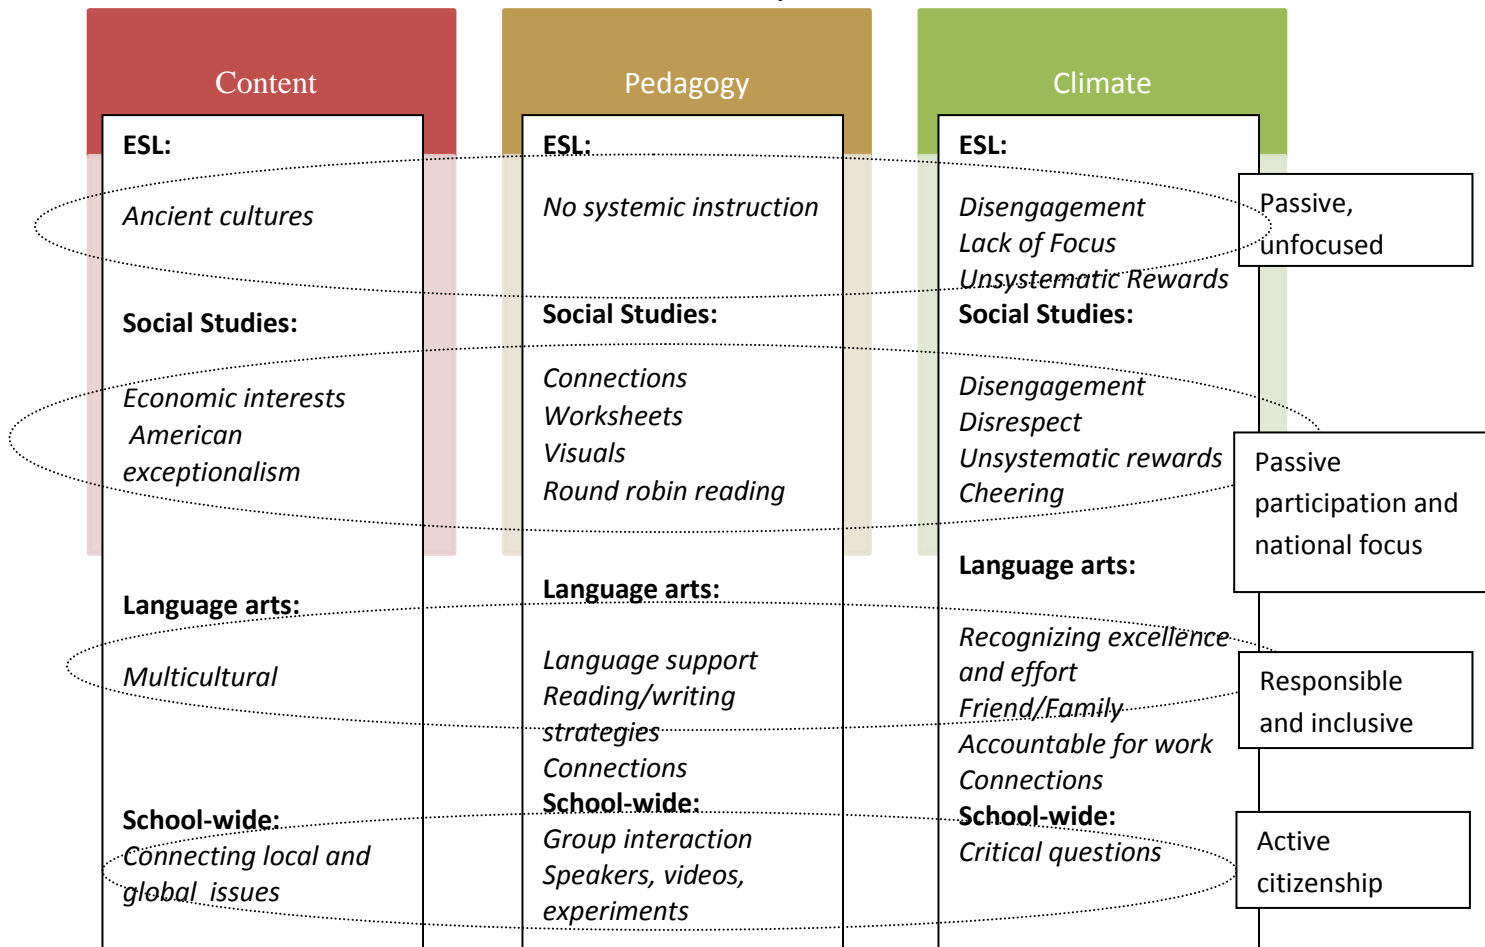 Content
ESL:
Ancient cultures
Social Studies:
Economic interests
American
exceptionalism
Language arts:
Multicultural
School-wide:
Connecting local and
global issues
Pedagogy
ESL:
No systemic instruction
Social Studies:
Connections
Worksheets
Visuals
Round robin reading
Language arts:
Language support
Reading/writing
strategies
Connections
School-wide:
Group interaction
Speakers, videos,
experiments
Climate
ESL:
Disengagement
Lack of Focus
Unsystematic Rewards
Social Studies:
Disengagement
Disrespect
Unsystematic rewards
Cheering
Language arts:
Recognizing excellence
and effort
Friend/Family
Accountable for work
Connections
School-wide:
Critical questions
Passive,
unfocused
Passive
participation and
national focus
Responsible
and inclusive
Active
citizenship